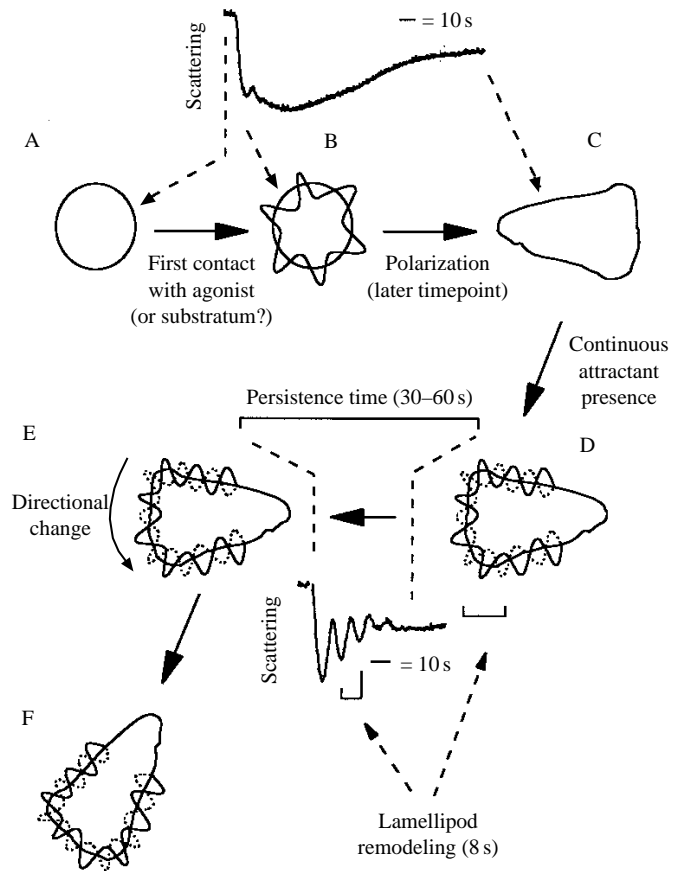 = 10 s
Scattering
A
B
C
First contact
with agonist
(or substratum?)
Polarization
(later timepoint)
Continuous
attractant
presence
Persistence time (30–60 s)
E
D
Directional
change
Scattering
= 10 s
F
Lamellipod
remodeling (8 s)